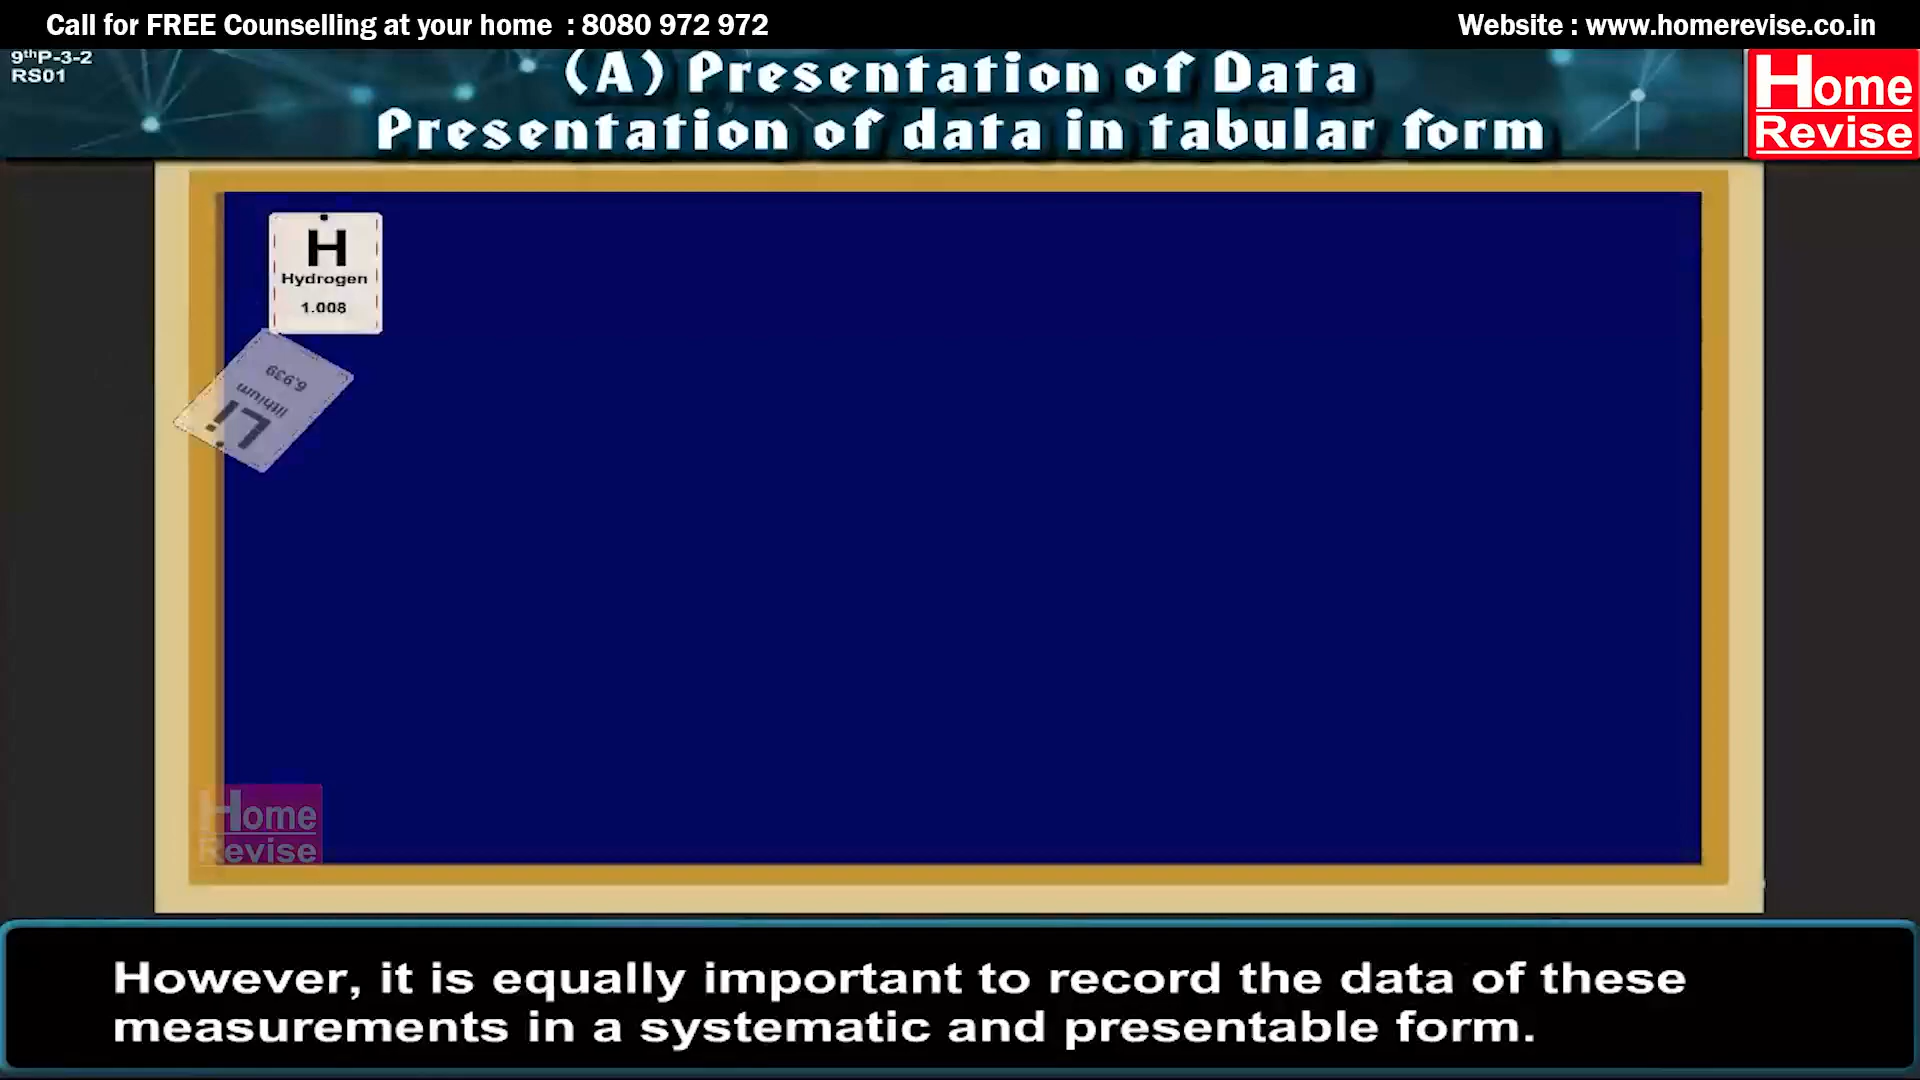 Call for FREE Counselling at your home : 8080 972 972
Website : www.homerevise.co.in
9thP-3-2
RS01
(A) Presentation of Data
Presentation of data in tabular form
Home
Revise
H
Hydrogen
1.008
Li
lithium
6.939
Home
Revise
However, it is equally important to record the data of these
measurements in a systematic and presentable form.